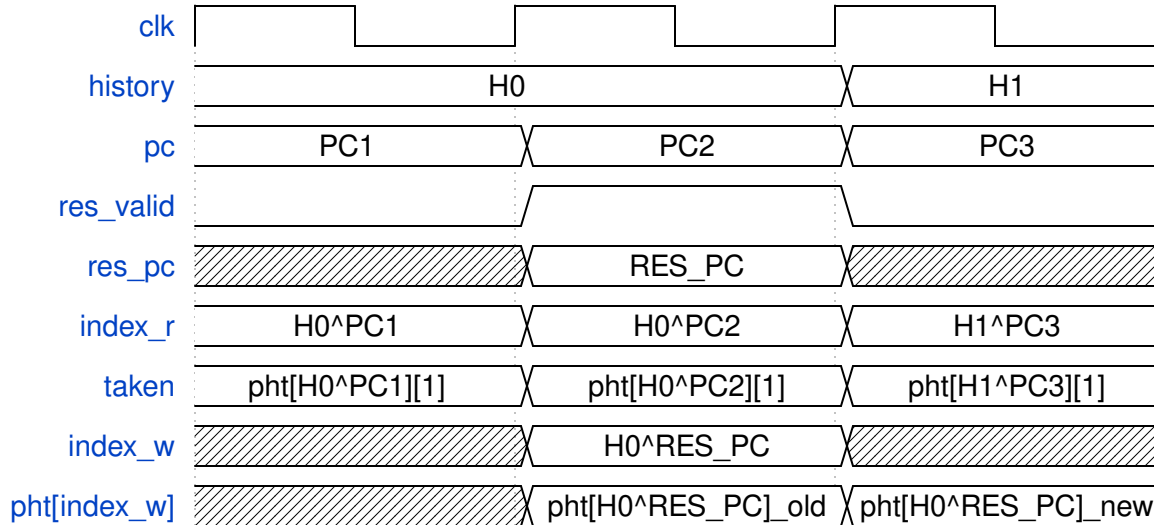 clk
history H0 H1
pc PC1 PC2 PC3
res_valid
res_pc RES_PC
index_r H0^PC1 H0^PC2 H1^PC3
taken pht[H0^PC1][1] pht[H0^PC2][1] pht[H1^PC3][1]
index_w H0^RES_PC
pht[index_w] pht[H0^RES_PC]_old pht[H0^RES_PC]_new